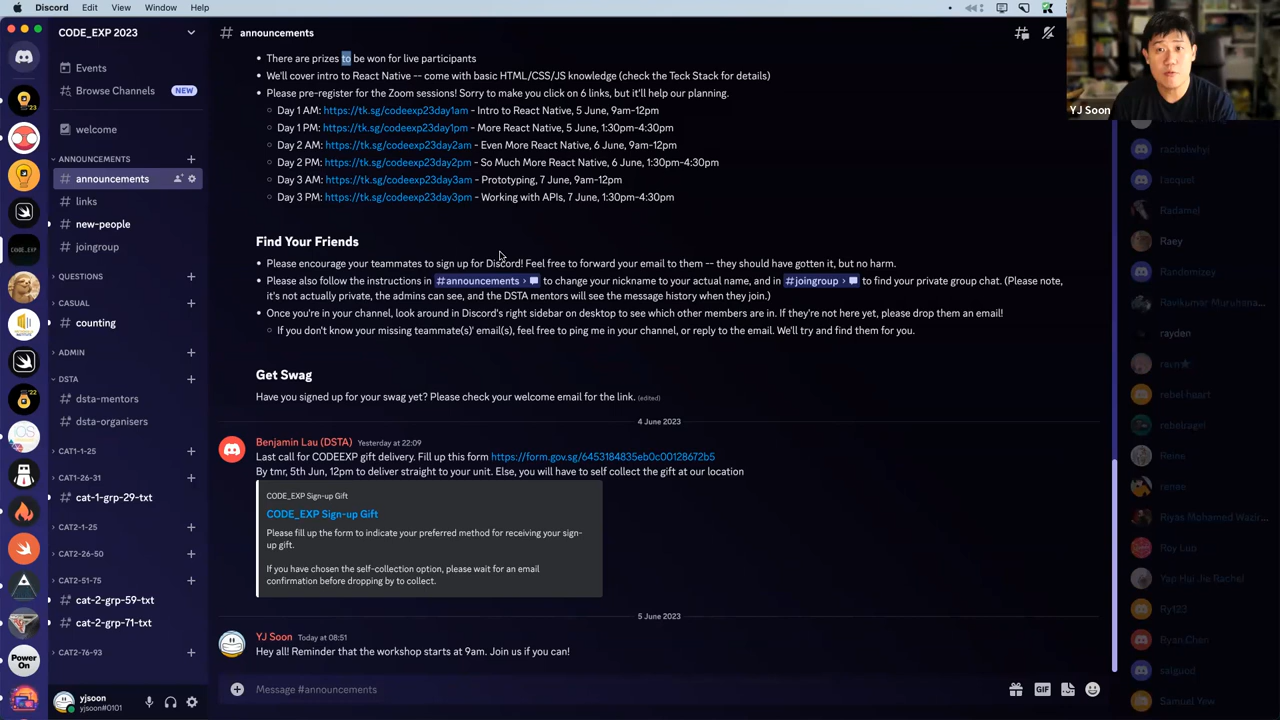 Discord File Edit View Window Help
CODE_EXP 2023
# announcements
Events
Browse Channels NEW
# welcome
ANNOUNCEMENTS
# announcements
# links
# new-people
# joingroup
QUESTIONS
CASUAL
# counting
ADMIN
DSTA
# dsta-mentors
# dsta-organisers
CAT1-1-25
CAT1-26-31
# cat-1-grp-29-txt
CAT2-1-25
CAT2-26-50
CAT2-51-75
# cat-2-grp-59-txt
# cat-2-grp-71-txt
CAT2-76-93
yjsoon
yjsoon#0101
CODE_EXP
Power On
There are prizes to be won for live participants
We'll cover intro to React Native -- come with basic HTML/CSS/JS knowledge (check the Teck Stack for details)
Please pre-register for the Zoom sessions! Sorry to make you click on 6 links, but it'll help our planning.
Day 1 AM: https://tk.sg/codeexp23day1am - Intro to React Native, 5 June, 9am-12pm
Day 1 PM: https://tk.sg/codeexp23day1pm - More React Native, 5 June, 1:30pm-4:30pm
Day 2 AM: https://tk.sg/codeexp23day2am - Even More React Native, 6 June, 9am-12pm
Day 2 PM: https://tk.sg/codeexp23day2pm - So Much More React Native, 6 June, 1:30pm-4:30pm
Day 3 AM: https://tk.sg/codeexp23day3am - Prototyping, 7 June, 9am-12pm
Day 3 PM: https://tk.sg/codeexp23day3pm - Working with APIs, 7 June, 1:30pm-4:30pm
Find Your Friends
Please encourage your teammates to sign up for Discord! Feel free to forward your email to them -- they should have gotten it, but no harm.
Please also follow the instructions in #announcements > to change your nickname to your actual name, and in #joingroup > to find your private group chat. (Please note,
it's not actually private, the admins can see, and the DSTA mentors will see the message history when they join.)
Once you're in your channel, look around in Discord's right sidebar on desktop to see which other members are in. If they're not here yet, please drop them an email!
If you don't know your missing teammate(s)' email(s), feel free to ping me in your channel, or reply to the email. We'll try and find them for you.
Get Swag
Have you signed up for your swag yet? Please check your welcome email for the link. (edited)
4 June 2023
Benjamin Lau (DSTA) Yesterday at 22:09
Last call for CODEEXP gift delivery. Fill up this form https://form.gov.sg/6453184835eb0c00128672b5
By tmr, 5th Jun, 12pm to deliver straight to your unit. Else, you will have to self collect the gift at our location
CODE_EXP Sign-up Gift
CODE_EXP Sign-up Gift
Please fill up the form to indicate your preferred method for receiving your sign-
up gift.
If you have chosen the self-collection option, please wait for an email
confirmation before dropping by to collect.
5 June 2023
YJ Soon Today at 08:51
Hey all! Reminder that the workshop starts at 9am. Join us if you can!
Message #announcements
GIF
YJ Soon
lacquet
Radamel
Raey
Randemizey
rayden
rebel haart
rebelragel
renee
Roy Luo
Yap Hui Jie Rachel
Ry123
Ryan Chen
salguod
Samuel Yew